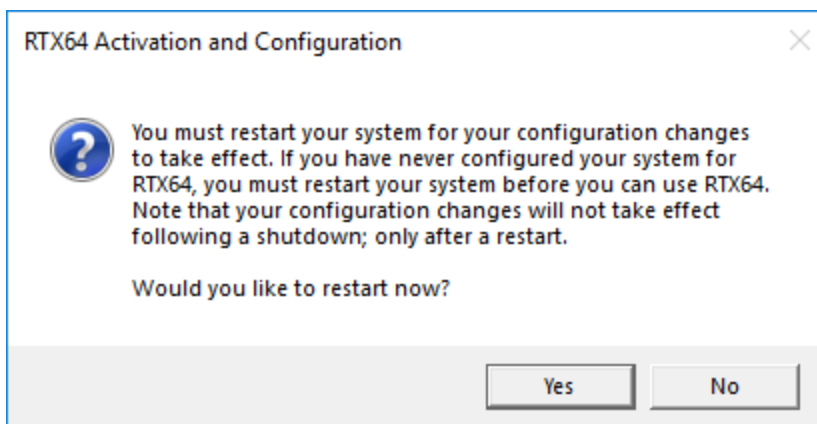 RTX64 Activation and Configuration
You must restart your system for your configuration changes
to take effect. If you have never configured your system for
RTX64, you must restart your system before you can use RTX64.
Note that your configuration changes will not take effect
following a shutdown; only after a restart.
Would you like to restart now?
Yes
No